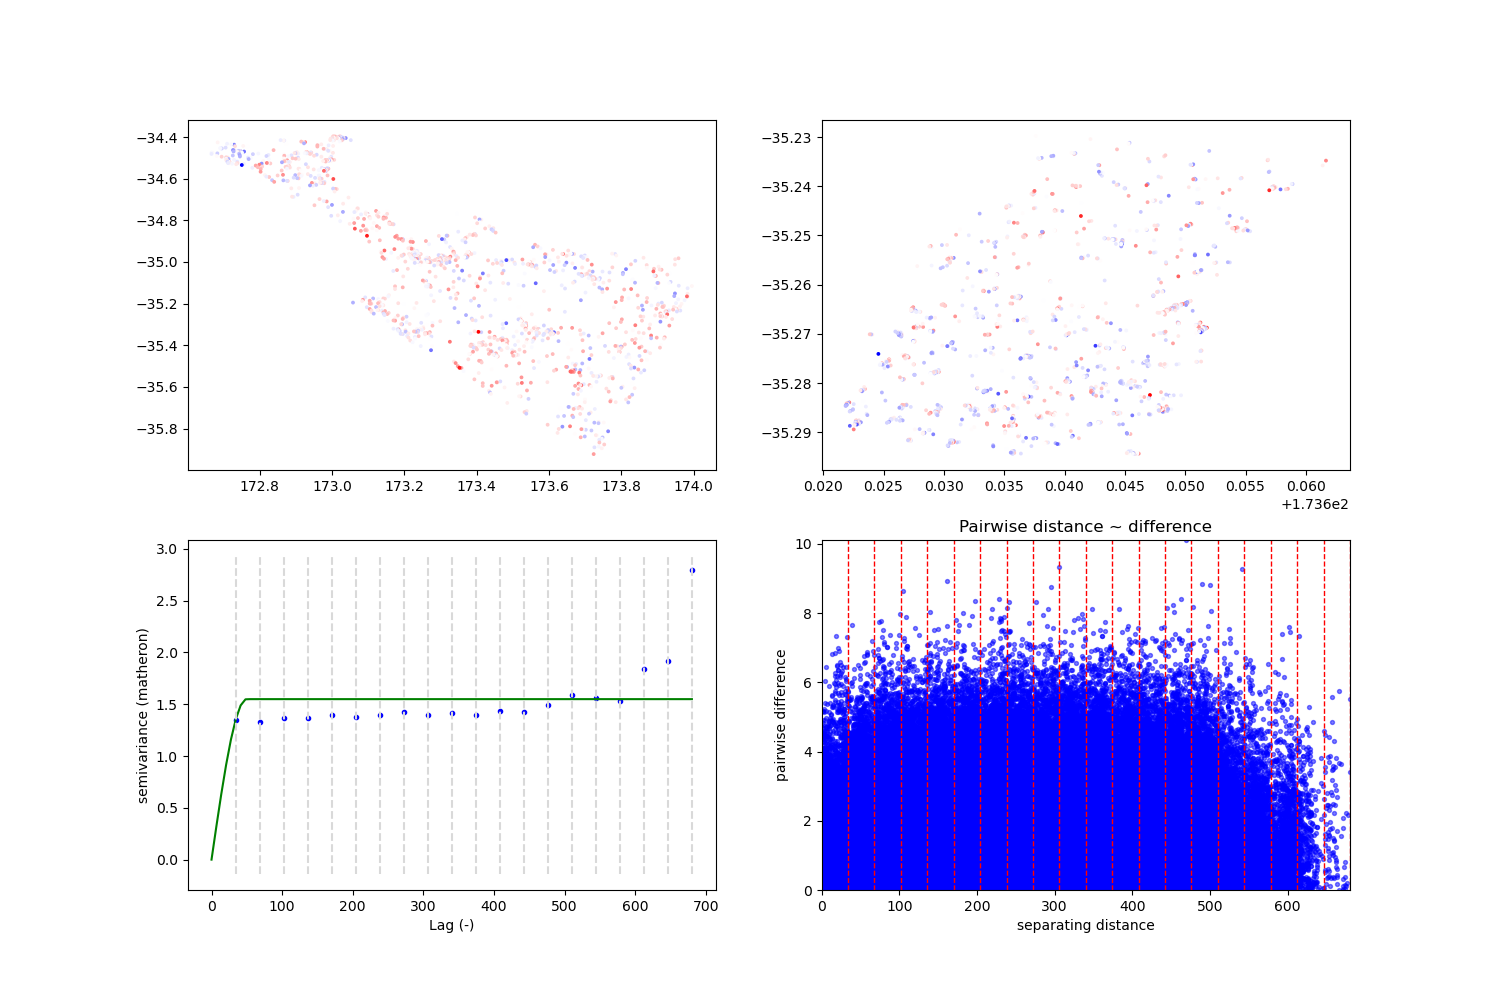 −34.4
−34.6
−34.8
−35.0
−35.2
−35.4
−35.6
−35.8
172.8 173.0 173.2 173.4 173.6 173.8 174.0
−35.23
−35.24
−35.25
−35.26
−35.27
−35.28
−35.29
0.020 0.025 0.030 0.035 0.040 0.045 0.050 0.055 0.060
+1.736e2
3.0
2.5
2.0
1.5
1.0
0.5
0.0
semivariance (matheron)
0 100 200 300 400 500 600 700
Lag (-)
Pairwise distance ~ difference
10
8
6
4
2
0
pairwise difference
0 100 200 300 400 500 600
separating distance